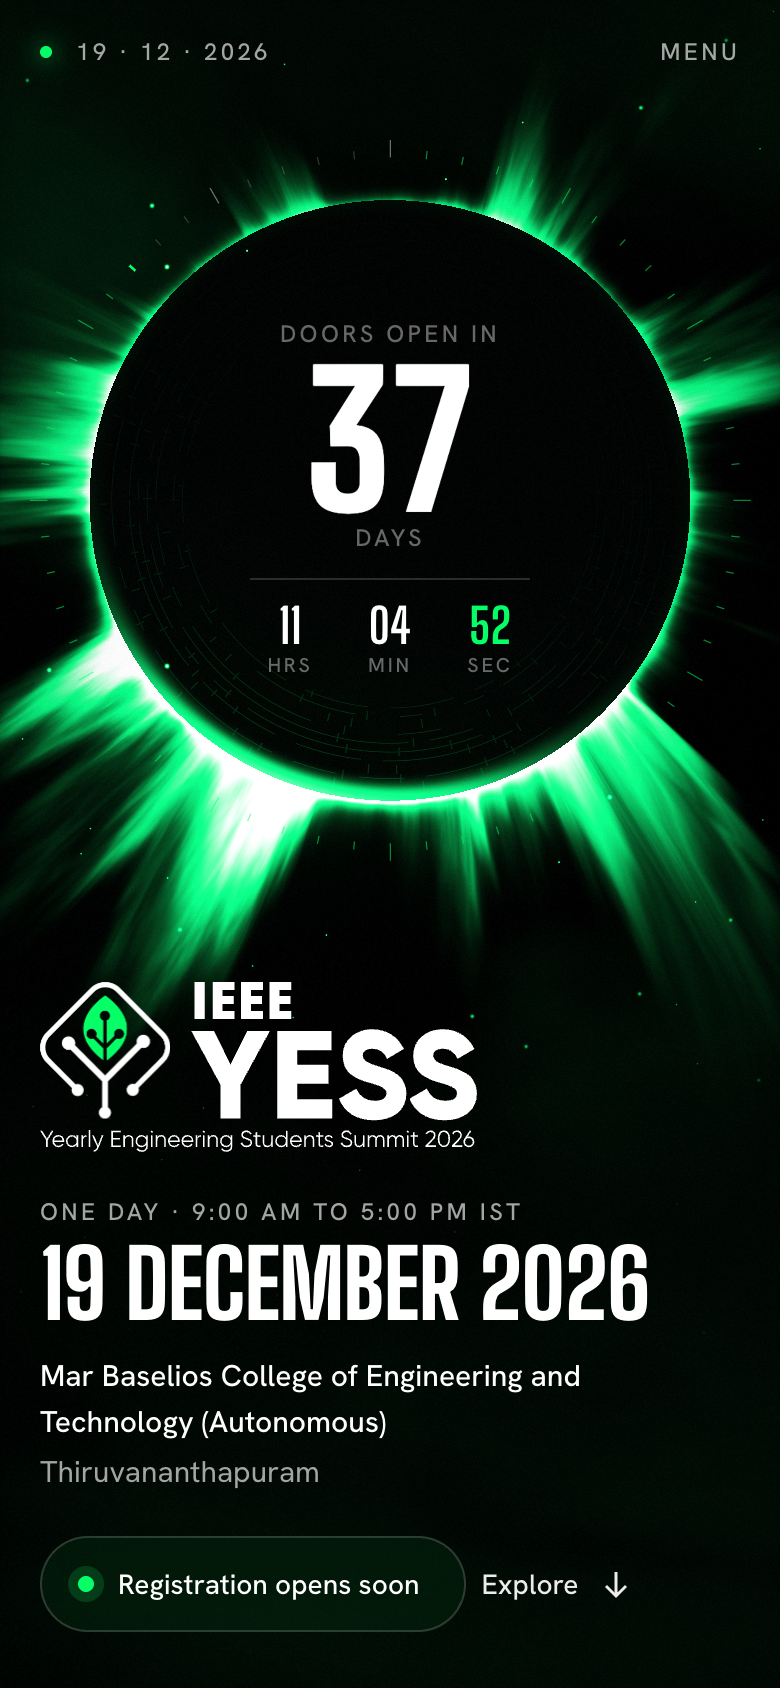 19 · 12 · 2026
MENU
DOORS OPEN IN
37
DAYS
11 04 52
HRS MIN SEC
IEEE
YESS
Yearly Engineering Students Summit 2026
ONE DAY · 9:00 AM TO 5:00 PM IST
19 DECEMBER 2026
Mar Baselios College of Engineering and
Technology (Autonomous)
Thiruvananthapuram
Registration opens soon
Explore ↓